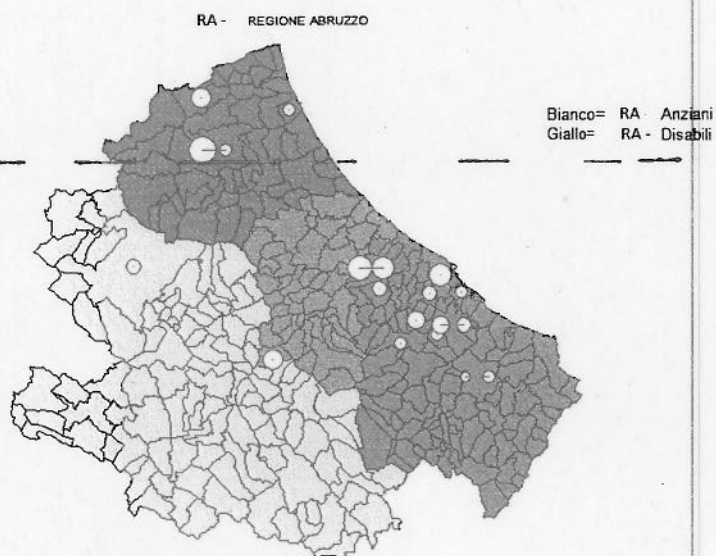 RA - REGIONE ABRUZZO
Bianco= RA - Anziani
Giallo= RA - Disabili